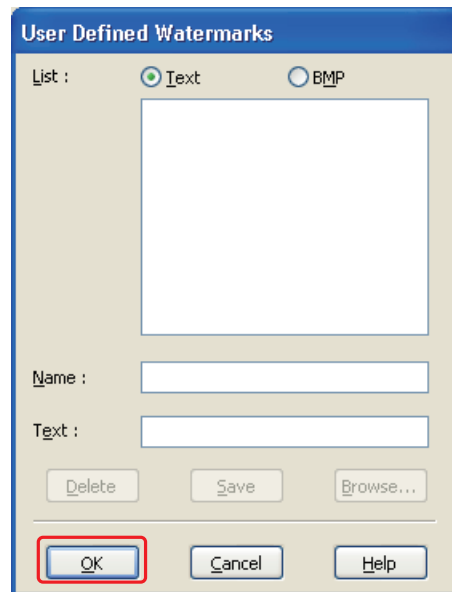 User Defined Watermarks
List : Text BMP
Name :
Text :
Delete Save Browse...
OK Cancel Help